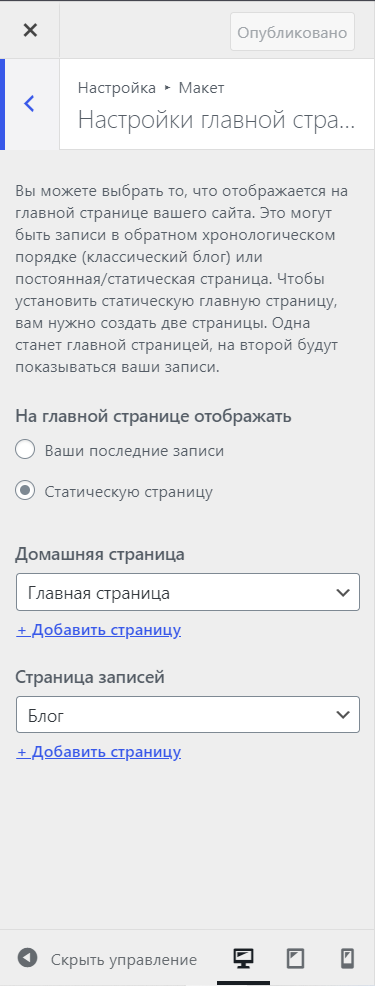 Опубликовано
Настройка ▸ Макет
Настройки главной стра...
Вы можете выбрать то, что отображается на
главной странице вашего сайта. Это могут
быть записи в обратном хронологическом
порядке (классический блог) или
постоянная/статическая страница. Чтобы
установить статическую главную страницу,
вам нужно создать две страницы. Одна
станет главной страницей, на второй будут
показываться ваши записи.
На главной странице отображать
Ваши последние записи
Статическую страницу
Домашняя страница
Главная страница
+ Добавить страницу
Страница записей
Блог
+ Добавить страницу
Скрыть управление